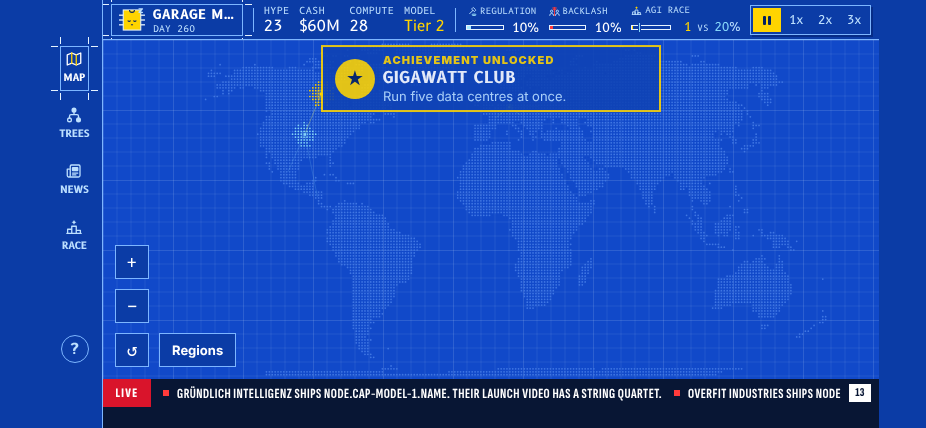 GARAGE M...
DAY 260
HYPE
23
CASH
$60M
COMPUTE
28
MODEL
Tier 2
REGULATION
10%
BACKLASH
10%
AGI RACE
1 vs 20%
1x 2x 3x
MAP
TREES
NEWS
RACE
?
ACHIEVEMENT UNLOCKED
GIGAWATT CLUB
Run five data centres at once.
+
−
↺
Regions
LIVE
GRÜNDLICH INTELLIGENZ SHIPS NODE.CAP-MODEL-1.NAME. THEIR LAUNCH VIDEO HAS A STRING QUARTET.
OVERFIT INDUSTRIES SHIPS NODE
13